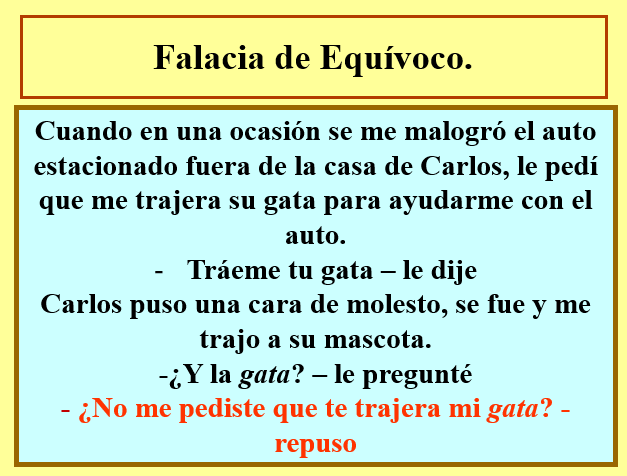 Falacia de Equívoco.
Cuando en una ocasión se me malogró el auto
estacionado fuera de la casa de Carlos, le pedí
que me trajera su gata para ayudarme con el
auto.
- Tráeme tu gata – le dije
Carlos puso una cara de molesto, se fue y me
trajo a su mascota.
-¿Y la gata? – le pregunté
- ¿No me pediste que te trajera mi gata? -
repuso